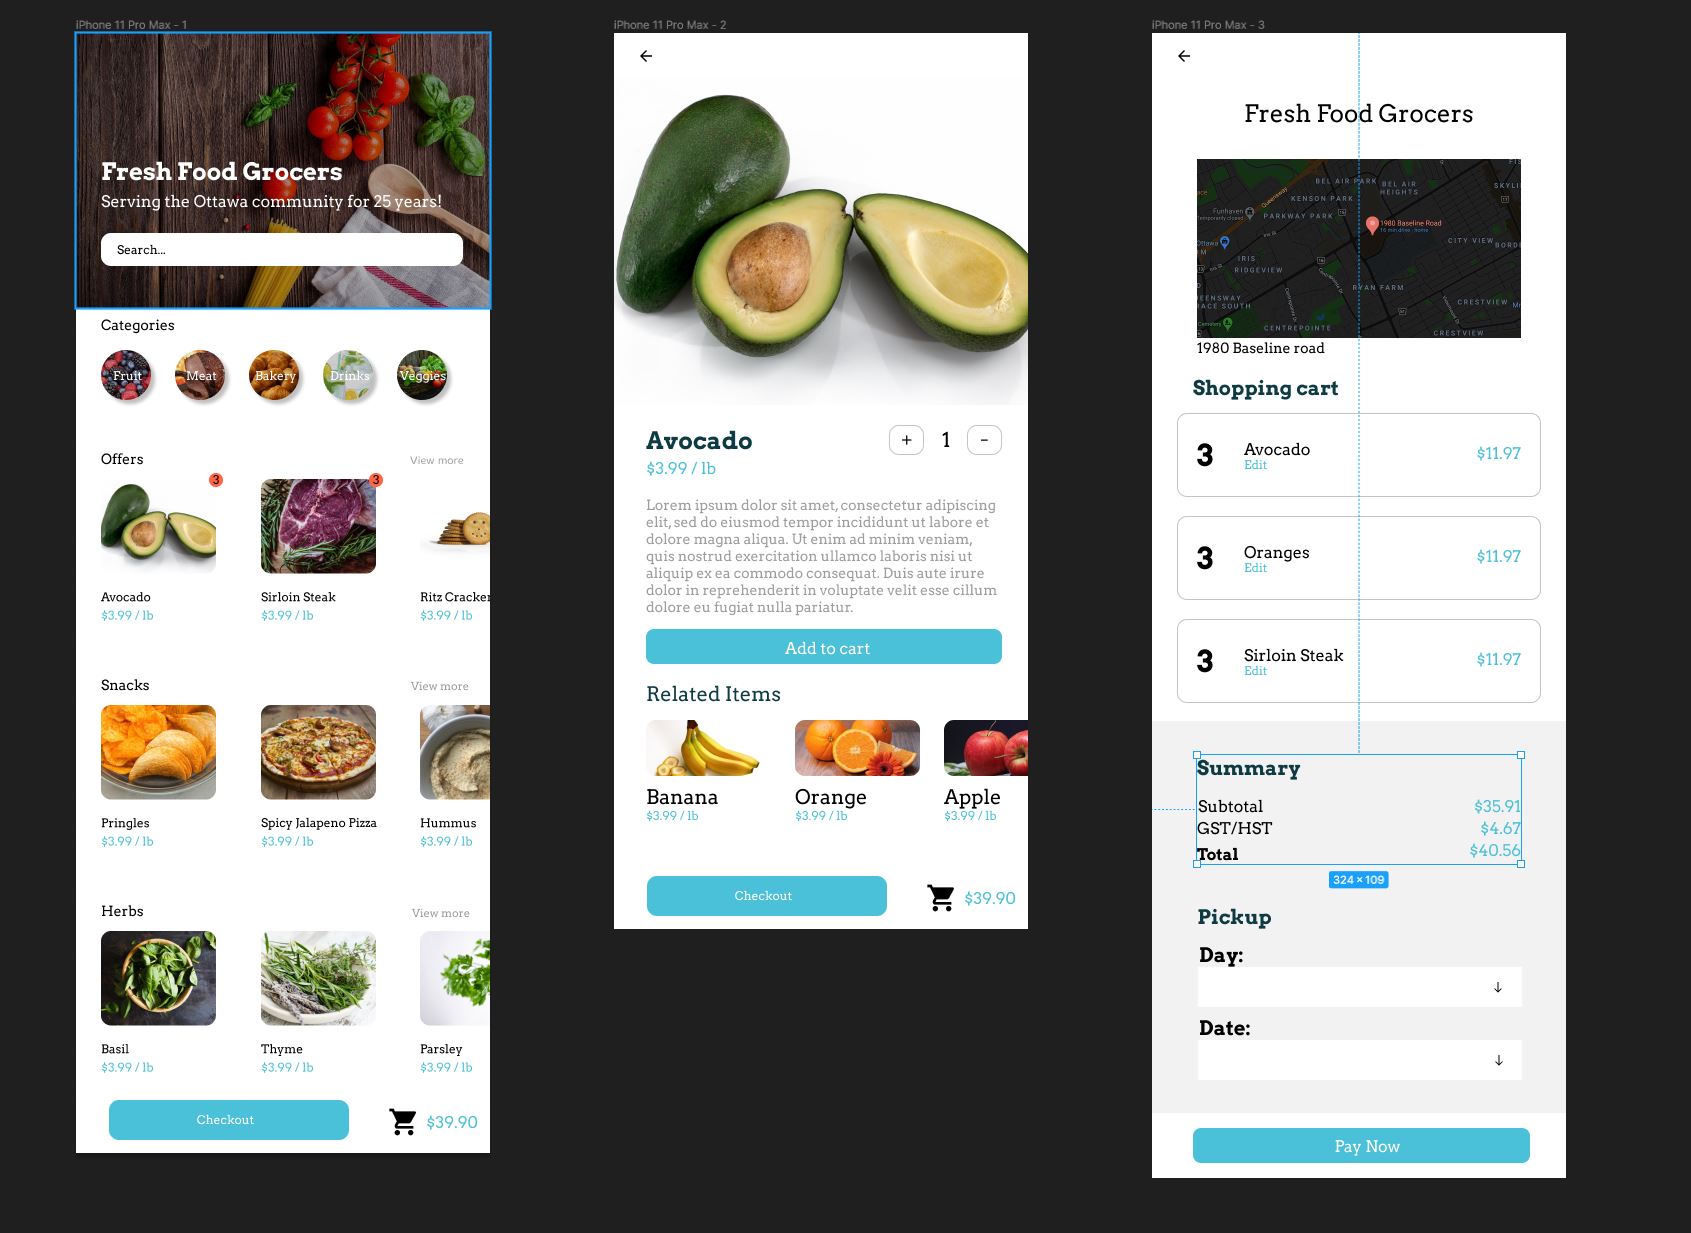 iPhone 11 Pro Max - 1
Fresh Food Grocers
Serving the Ottawa community for 25 years!
Search...
Categories
Fruit
Meat
Bakery
Drinks
Veggies
Offers
View more
3
3
Avocado
$3.99 / lb
Sirloin Steak
$3.99 / lb
Ritz Cracker
$3.99 / lb
Snacks
View more
Pringles
$3.99 / lb
Spicy Jalapeno Pizza
$3.99 / lb
Hummus
$3.99 / lb
Herbs
View more
Basil
$3.99 / lb
Thyme
$3.99 / lb
Parsley
$3.99 / lb
Checkout
$39.90
iPhone 11 Pro Max - 2
Avocado
+ 1 -
$3.99 / lb
Lorem ipsum dolor sit amet, consectetur adipiscing
elit, sed do eiusmod tempor incididunt ut labore et
dolore magna aliqua. Ut enim ad minim veniam,
quis nostrud exercitation ullamco laboris nisi ut
aliquip ex ea commodo consequat. Duis aute irure
dolor in reprehenderit in voluptate velit esse cillum
dolore eu fugiat nulla pariatur.
Add to cart
Related Items
Banana
$3.99 / lb
Orange
$3.99 / lb
Apple
$3.99 / lb
Checkout
$39.90
iPhone 11 Pro Max - 3
Fresh Food Grocers
BEL AIR PARK
BEL AIR
HEIGHTS
KENSON PARK
PARKWAY PARK
Queensway
Funhaven
Temporarily closed
1980 Baseline Road
16 min drive - home
CITY VIEW
Ottawa
IRIS
RIDGEVIEW
RYAN FARM
CRESTVIEW
CENTREPOINTE
CRESTVIEW
1980 Baseline road
Shopping cart
3
Avocado
Edit
$11.97
3
Oranges
Edit
$11.97
3
Sirloin Steak
Edit
$11.97
Summary
Subtotal $35.91
GST/HST $4.67
Total $40.56
324 × 109
Pickup
Day:
Date:
Pay Now